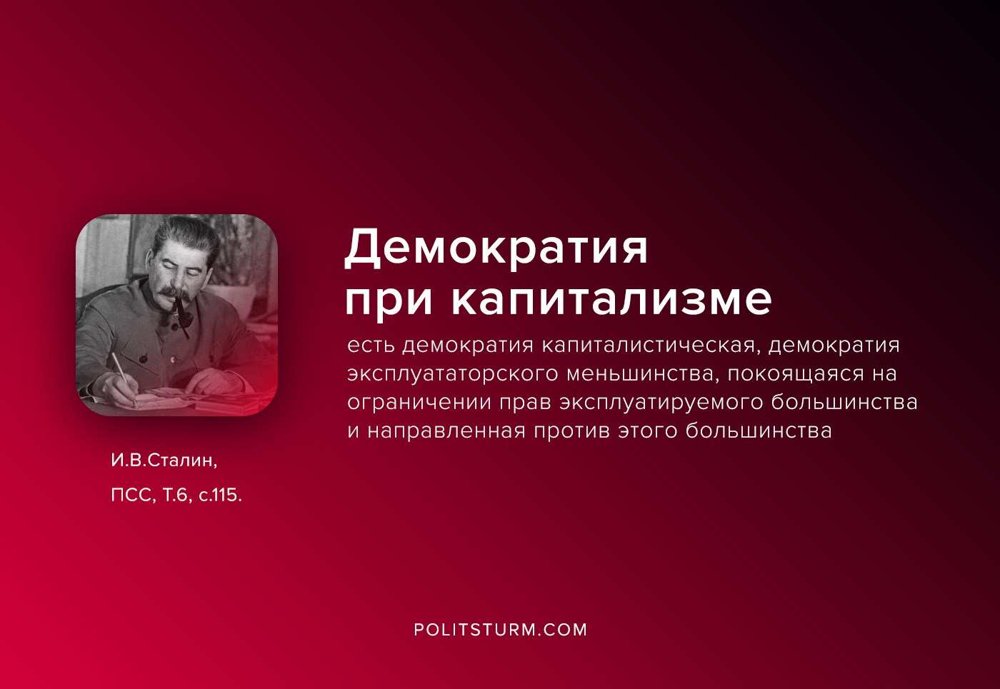 Демократия
при капитализме
есть демократия капиталистическая, демократия
эксплуататорского меньшинства, покоящаяся на
ограничении прав эксплуатируемого большинства
и направленная против этого большинства
И.В.Сталин,
ПСС, Т.6, с.115.
POLITSTURM.COM